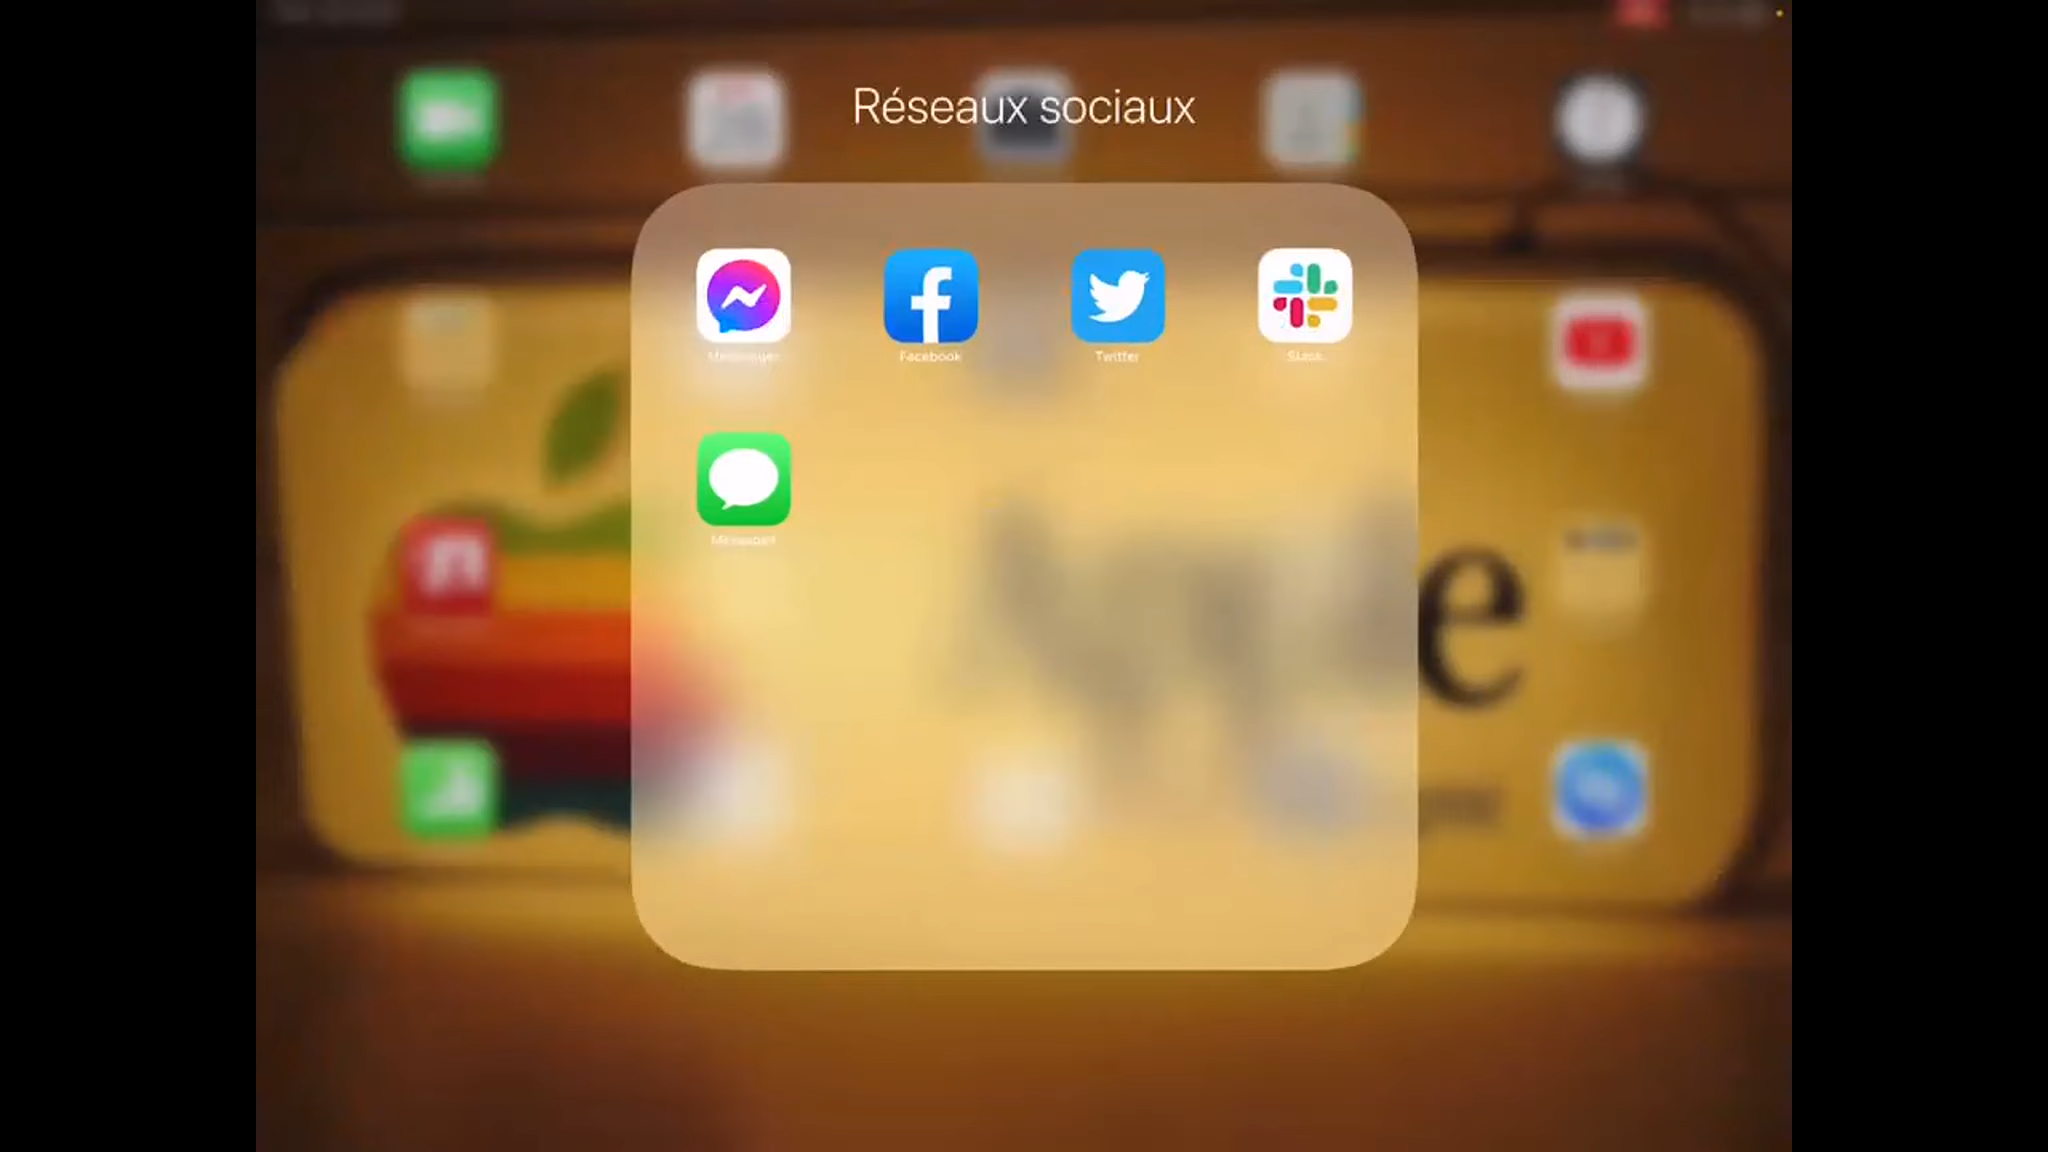 Réseaux sociaux
Messenger
Facebook
Twitter
Slack
Messages
e